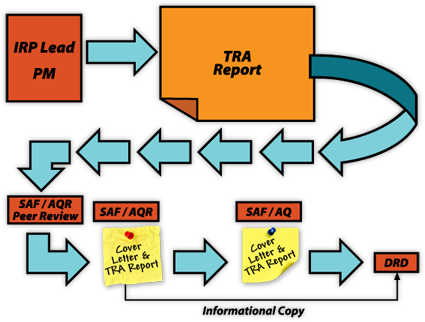 IRP Lead
PM
TRA
Report
SAF / AQR
Peer Review
SAF / AQR
Cover
Letter &
TRA Report
SAF / AQ
Cover
Letter &
TRA Report
DRD
Informational Copy